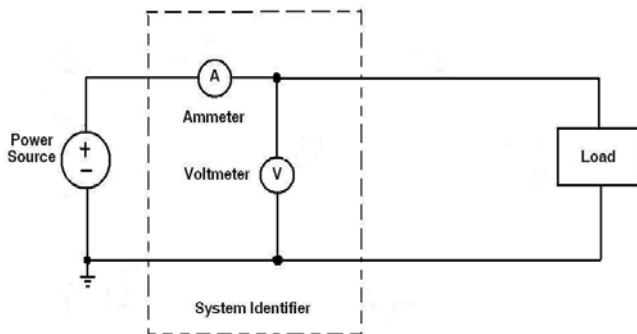 A
Ammeter
Power
Source
+
−
Voltmeter
V
Load
System Identifier